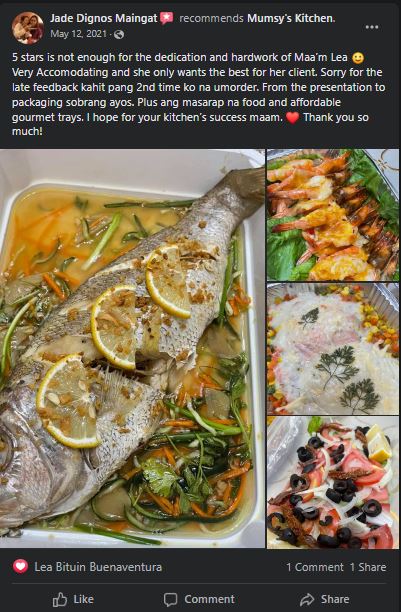 Jade Dignos Maingat recommends Mumsy's Kitchen.
May 12, 2021 ·
5 stars is not enough for the dedication and hardwork of Maa'm Lea 😀
Very Accomodating and she only wants the best for her client. Sorry for the
late feedback kahit pang 2nd time ko na umorder. From the presentation to
packaging sobrang ayos. Plus ang masarap na food and affordable
gourmet trays. I hope for your kitchen's success maam. ❤️ Thank you so
much!
Lea Bituin Buenaventura 1 Comment 1 Share
Like Comment Share